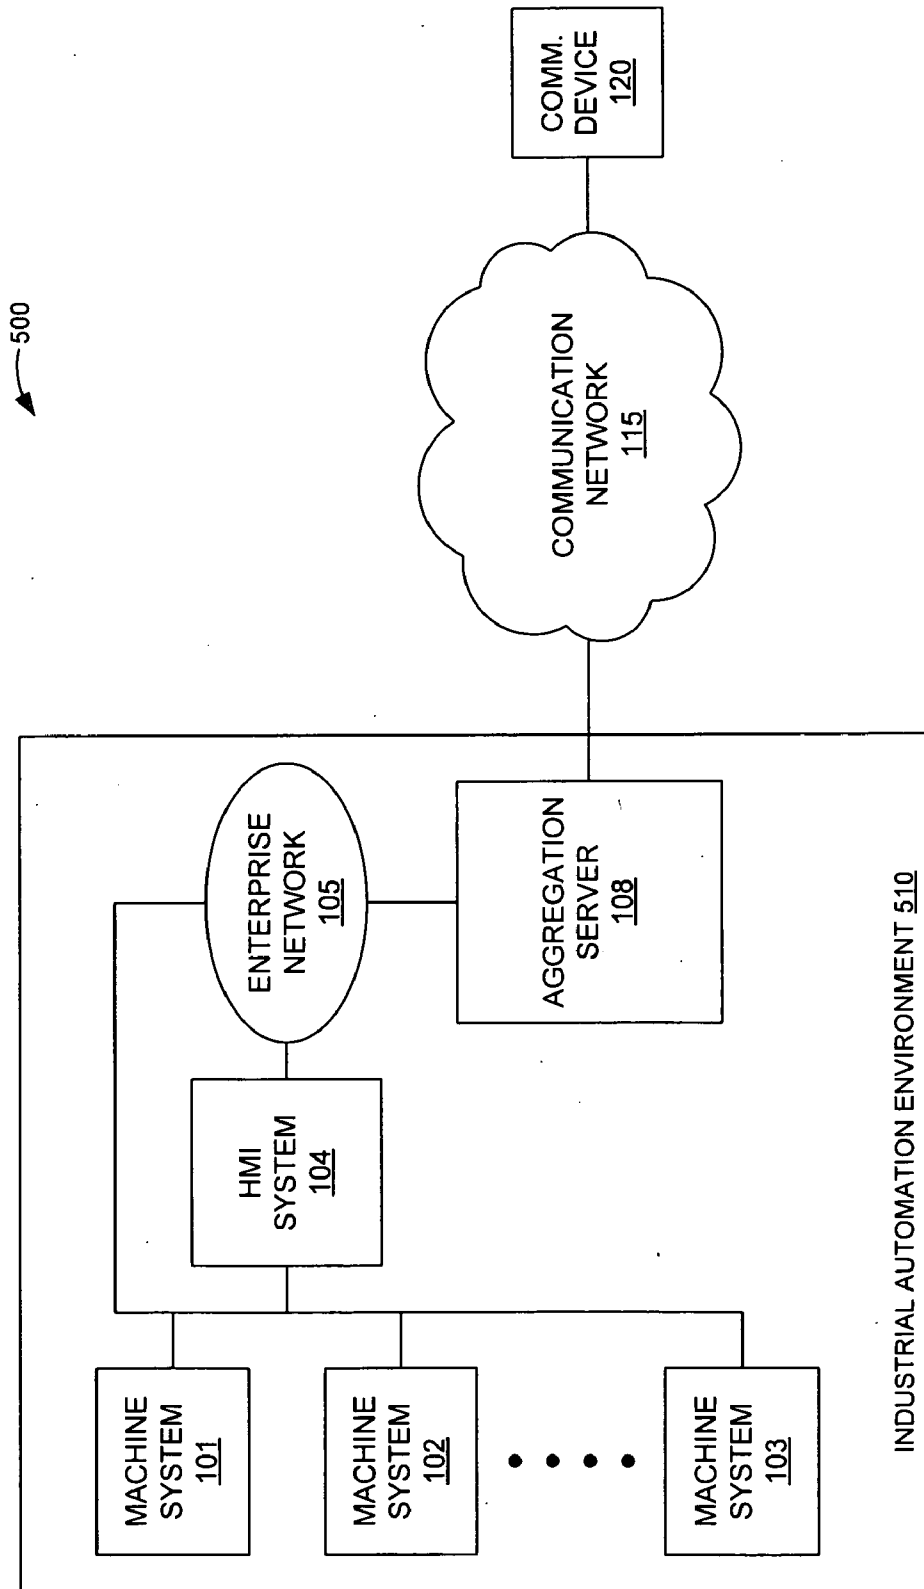 500
MACHINE
SYSTEM
101
MACHINE
SYSTEM
102
MACHINE
SYSTEM
103
HMI
SYSTEM
104
ENTERPRISE
NETWORK
105
AGGREGATION
SERVER
108
COMMUNICATION
NETWORK
115
COMM.
DEVICE
120
INDUSTRIAL AUTOMATION ENVIRONMENT 510